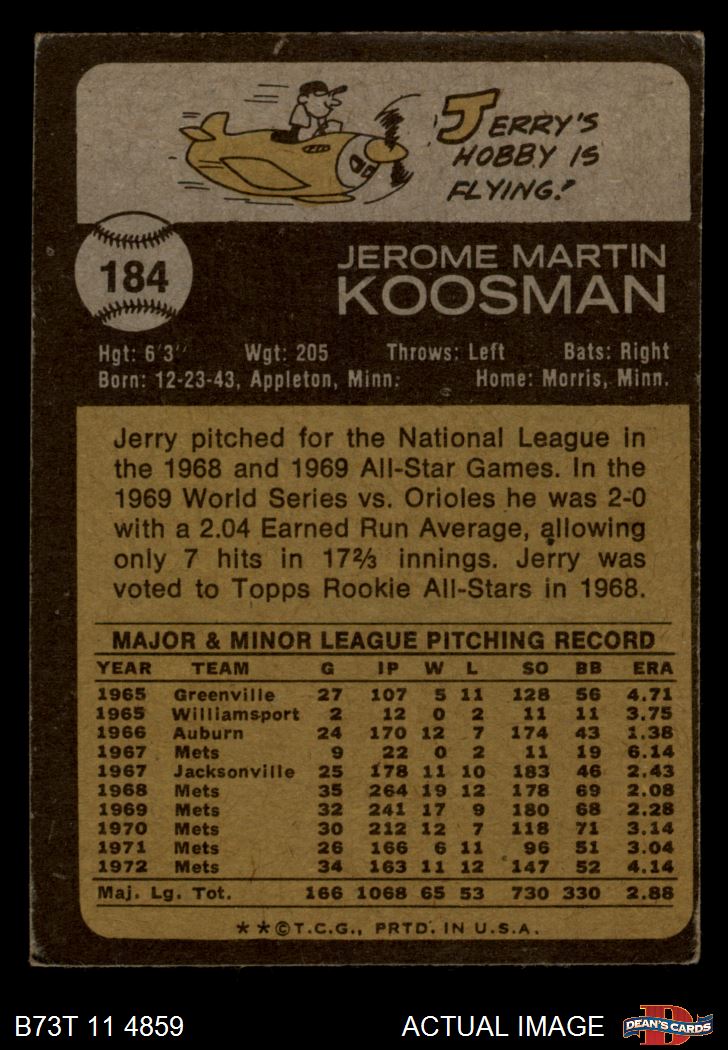 JERRY'S
HOBBY IS
FLYING!
184
JEROME MARTIN
KOOSMAN
Hgt: 6'3" Wgt: 205 Throws: Left Bats: Right
Born: 12-23-43, Appleton, Minn. Home: Morris, Minn.
Jerry pitched for the National League in
the 1968 and 1969 All-Star Games. In the
1969 World Series vs. Orioles he was 2-0
with a 2.04 Earned Run Average, allowing
only 7 hits in 17⅔ innings. Jerry was
voted to Topps Rookie All-Stars in 1968.
MAJOR & MINOR LEAGUE PITCHING RECORD
YEAR TEAM G IP W L SO BB ERA
1965 Greenville 27 107 5 11 128 56 4.71
1965 Williamsport 2 12 0 2 11 11 3.75
1966 Auburn 24 170 12 7 174 43 1.38
1967 Mets 9 22 0 2 11 19 6.14
1967 Jacksonville 25 178 11 10 183 46 2.43
1968 Mets 35 264 19 12 178 69 2.08
1969 Mets 32 241 17 9 180 68 2.28
1970 Mets 30 212 12 7 118 71 3.14
1971 Mets 26 166 6 11 96 51 3.04
1972 Mets 34 163 11 12 147 52 4.14
Maj. Lg. Tot. 166 1068 65 53 730 330 2.88
**©T.C.G., PRTD. IN U.S.A.
B73T 11 4859 ACTUAL IMAGE DEAN'S CARDS